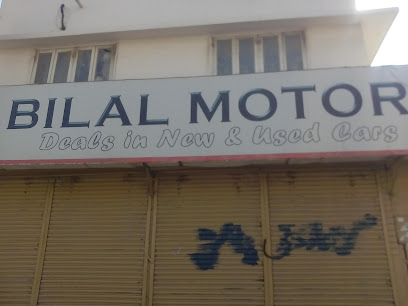 BILAL MOTOR
Deals in New & Used Cars